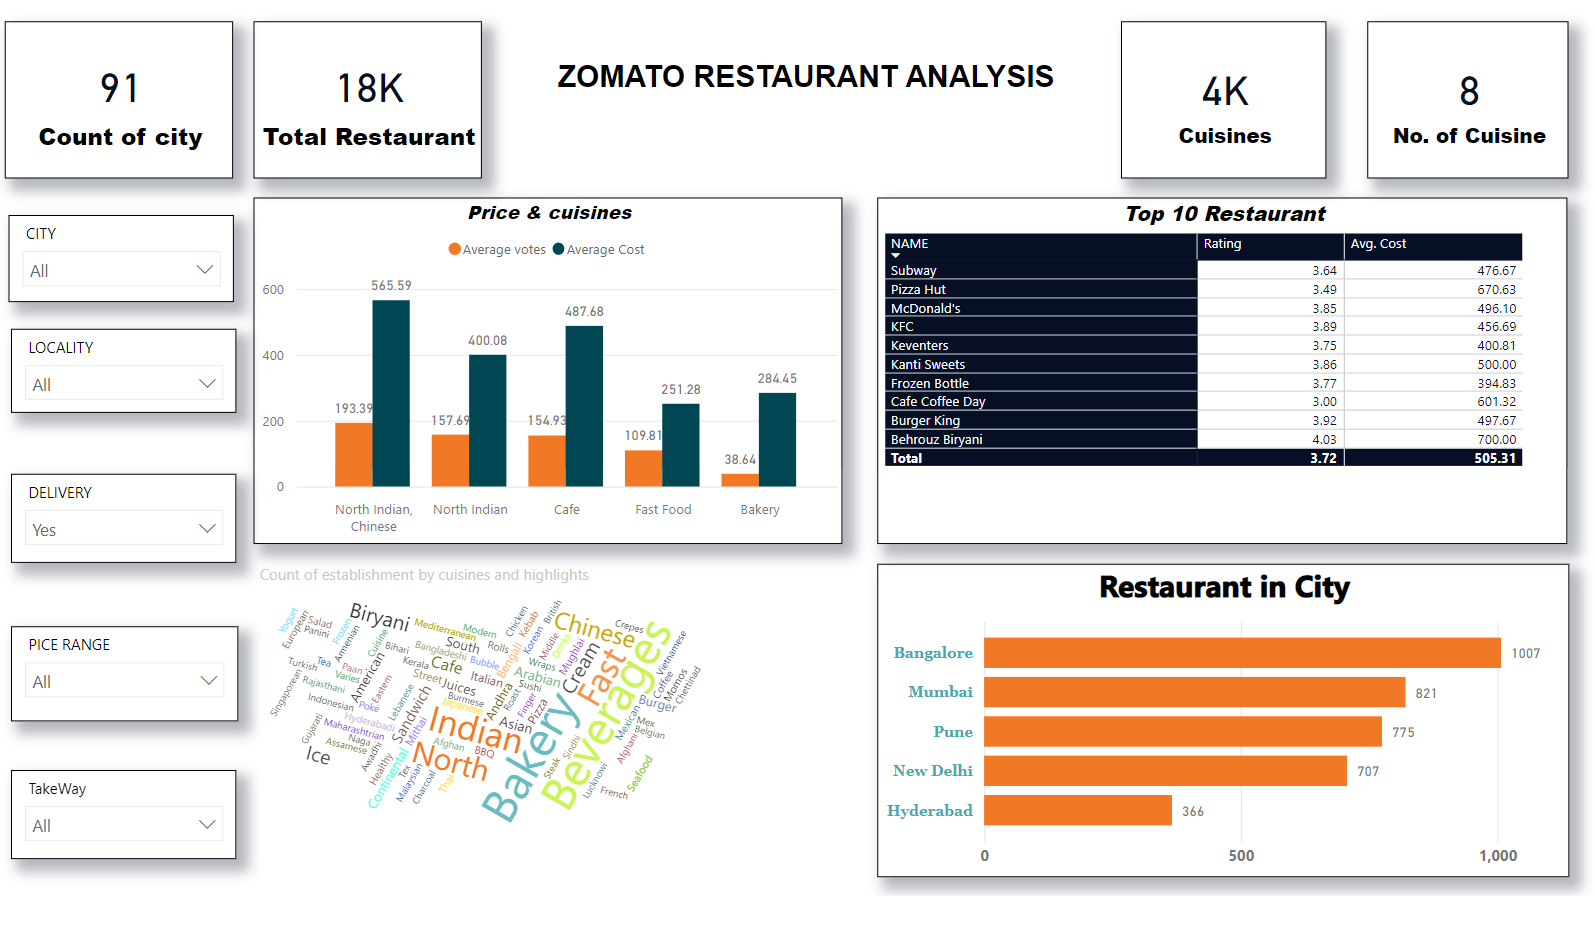 91
Count of city
18K
Total Restaurant
ZOMATO RESTAURANT ANALYSIS
4K
Cuisines
8
No. of Cuisine
CITY
All
LOCALITY
All
DELIVERY
Yes
PICE RANGE
All
TakeWay
All
Price & cuisines
Average votes Average Cost
600
400
200
0
565.59
193.39
400.08
157.69
487.68
154.93
251.28
109.81
284.45
38.64
North Indian,
Chinese
North Indian
Cafe
Fast Food
Bakery
Top 10 Restaurant
NAME Rating Avg. Cost
Subway 3.64 476.67
Pizza Hut 3.49 670.63
McDonald's 3.85 496.10
KFC 3.89 456.69
Keventers 3.75 400.81
Kanti Sweets 3.86 500.00
Frozen Bottle 3.77 394.83
Cafe Coffee Day 3.00 601.32
Burger King 3.92 497.67
Behrouz Biryani 4.03 700.00
Total 3.72 505.31
Count of establishment by cuisines and highlights
Yogurt
European
Salad
Panini
Frozen
Armenian
Biryani
Cuisine
Mediterranean
Modern
South
Rolls
Chicken
Kebab
British
Korean
Chinese
Crepes
Middle
Drinks
Mughlai
Bihari
Bangladeshi
Kerala
Cafe
Bubble
Bengali
Wraps
Arabian
Cream
Fast
Beverages
Vietnamese
Turkish
Tea
Paan
Varies
American
Eastern
Street
Juices
Italian
Sushi
Coffee
Momos
Chettinad
Singaporean
Rajasthani
Indonesian
Poké
Lebanese
Sandwich
Burmese
Japanese
Andhra
Roast
Finger
Pizza
Burger
Gujarati
Hyderabadi
Maharashtrian
Naga
Assamese
Mithai
Indian
Asian
Bakery
Mexican
Mex
Belgian
Ice
Awadhi
Healthy
Continental
Tex
Afghan
BBQ
North
Malaysian
Charcoal
Thai
Steak
Sindhi
Lucknowi
Afghani
Seafood
French
Restaurant in City
Bangalore 1007
Mumbai 821
Pune 775
New Delhi 707
Hyderabad 366
0 500 1,000